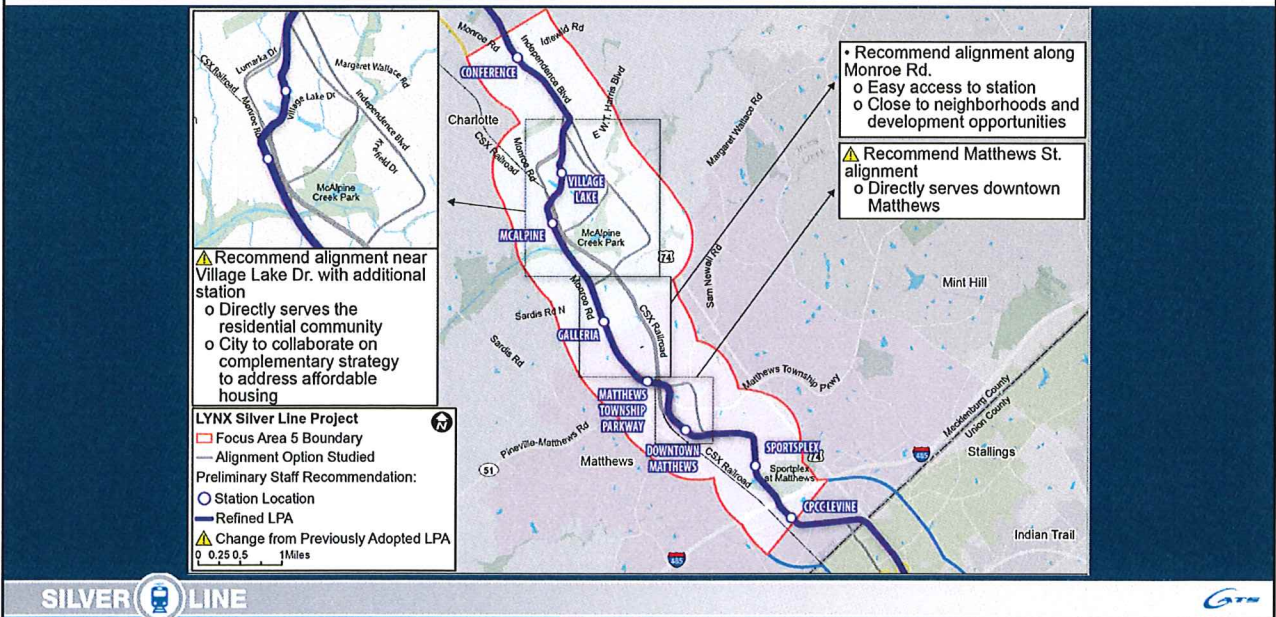 Lumarka Dr
CSX Railroad
Margaret Wallace Rd
Village Lake Dr
Monroe Rd
Independence Blvd
Krefield Dr
McAlpine
Creek Park
⚠ Recommend alignment near
Village Lake Dr. with additional
station
o Directly serves the
residential community
o City to collaborate on
complementary strategy
to address affordable
housing
LYNX Silver Line Project
N
Focus Area 5 Boundary
Alignment Option Studied
Preliminary Staff Recommendation:
Station Location
Refined LPA
⚠ Change from Previously Adopted LPA
0 0.25 0.5 1 Miles
Monroe Rd
Idlewild Rd
Independence Blvd
CONFERENCE
E W.T. Harris Blvd
Charlotte
CSX Railroad
Monroe Rd
Margaret Wallace Rd
VILLAGE
LAKE
MCALPINE
McAlpine
Creek Park
74
Sam Newell Rd
Mint Hill
Monroe Rd
Sardis Rd N
GALLERIA
CSX Railroad
Sardis Rd
Matthews Township Pkwy
MATTHEWS
TOWNSHIP
PARKWAY
Mecklenburg County
Union County
Pineville-Matthews Rd
51
Matthews
DOWNTOWN
MATTHEWS
CSX Railroad
SPORTSPLEX
74
Sportsplex
at Matthews
485
Stallings
CPCC LEVINE
Indian Trail
485
• Recommend alignment along
Monroe Rd.
o Easy access to station
o Close to neighborhoods and
development opportunities
⚠ Recommend Matthews St.
alignment
o Directly serves downtown
Matthews
SILVER LINE
CATS